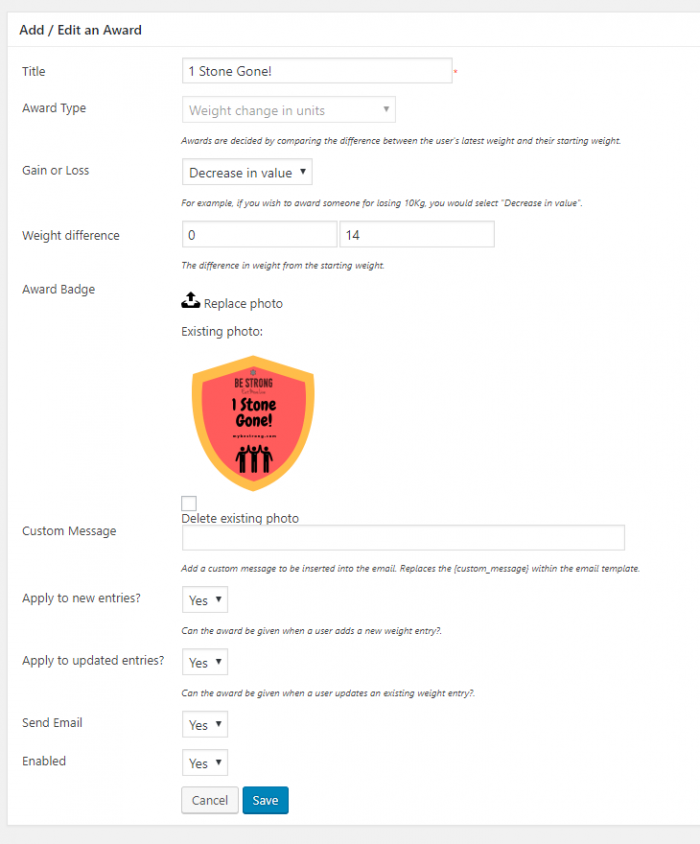 Add / Edit an Award
Title
1 Stone Gone!
*
Award Type
Weight change in units
Awards are decided by comparing the difference between the user's latest weight and their starting weight.
Gain or Loss
Decrease in value
For example, if you wish to award someone for losing 10Kg, you would select "Decrease in value".
Weight difference
0
14
The difference in weight from the starting weight.
Award Badge
Replace photo
Existing photo:
BE STRONG
1 Stone
Gone!
mybestrong.com
Delete existing photo
Custom Message
Add a custom message to be inserted into the email. Replaces the {custom_message} within the email template.
Apply to new entries?
Yes
Can the award be given when a user adds a new weight entry?.
Apply to updated entries?
Yes
Can the award be given when a user updates an existing weight entry?.
Send Email
Yes
Enabled
Yes
Cancel
Save